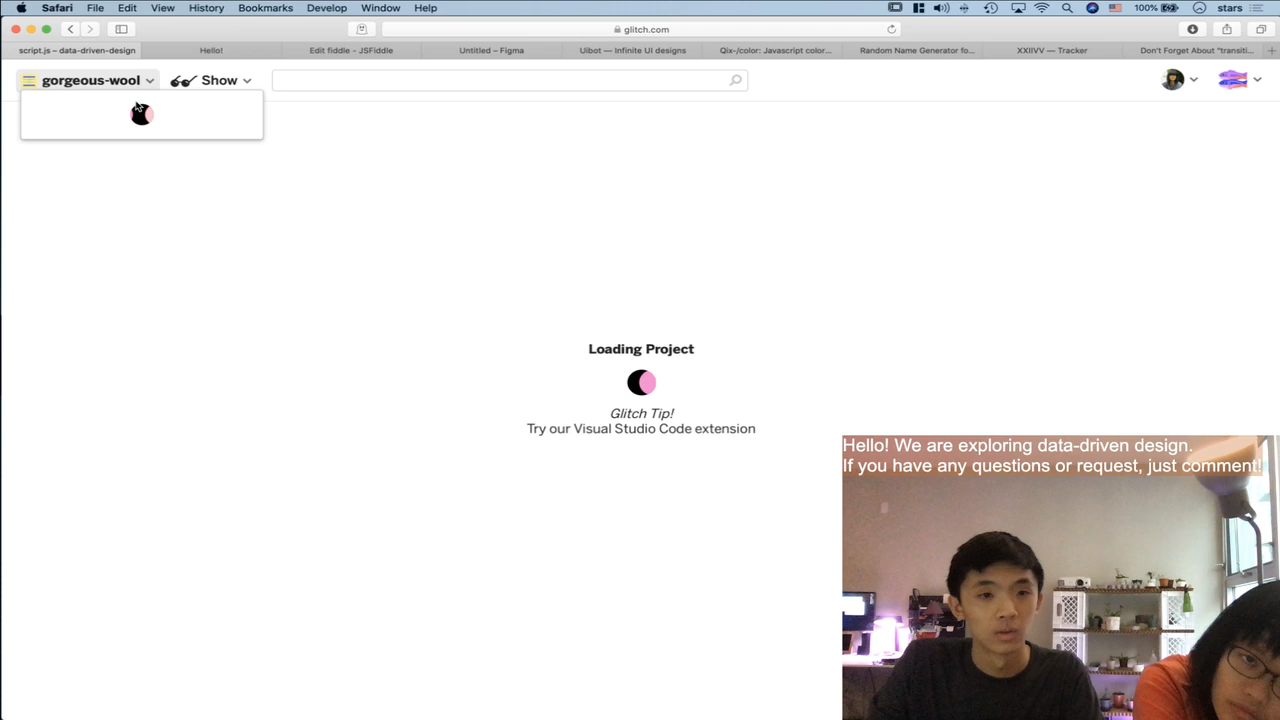 Safari File Edit View History Bookmarks Develop Window Help 100% stars
glitch.com
script.js – data-driven-design Hello! Edit fiddle - JSFiddle Untitled – Figma Uibot — Infinite UI designs Qix-/color: Javascript color... Random Name Generator fo... XXIIVV — Tracker Don't Forget About "transiti...
gorgeous-wool Show
Loading Project
Glitch Tip!
Try our Visual Studio Code extension
Hello! We are exploring data-driven design.
If you have any questions or request, just comment!